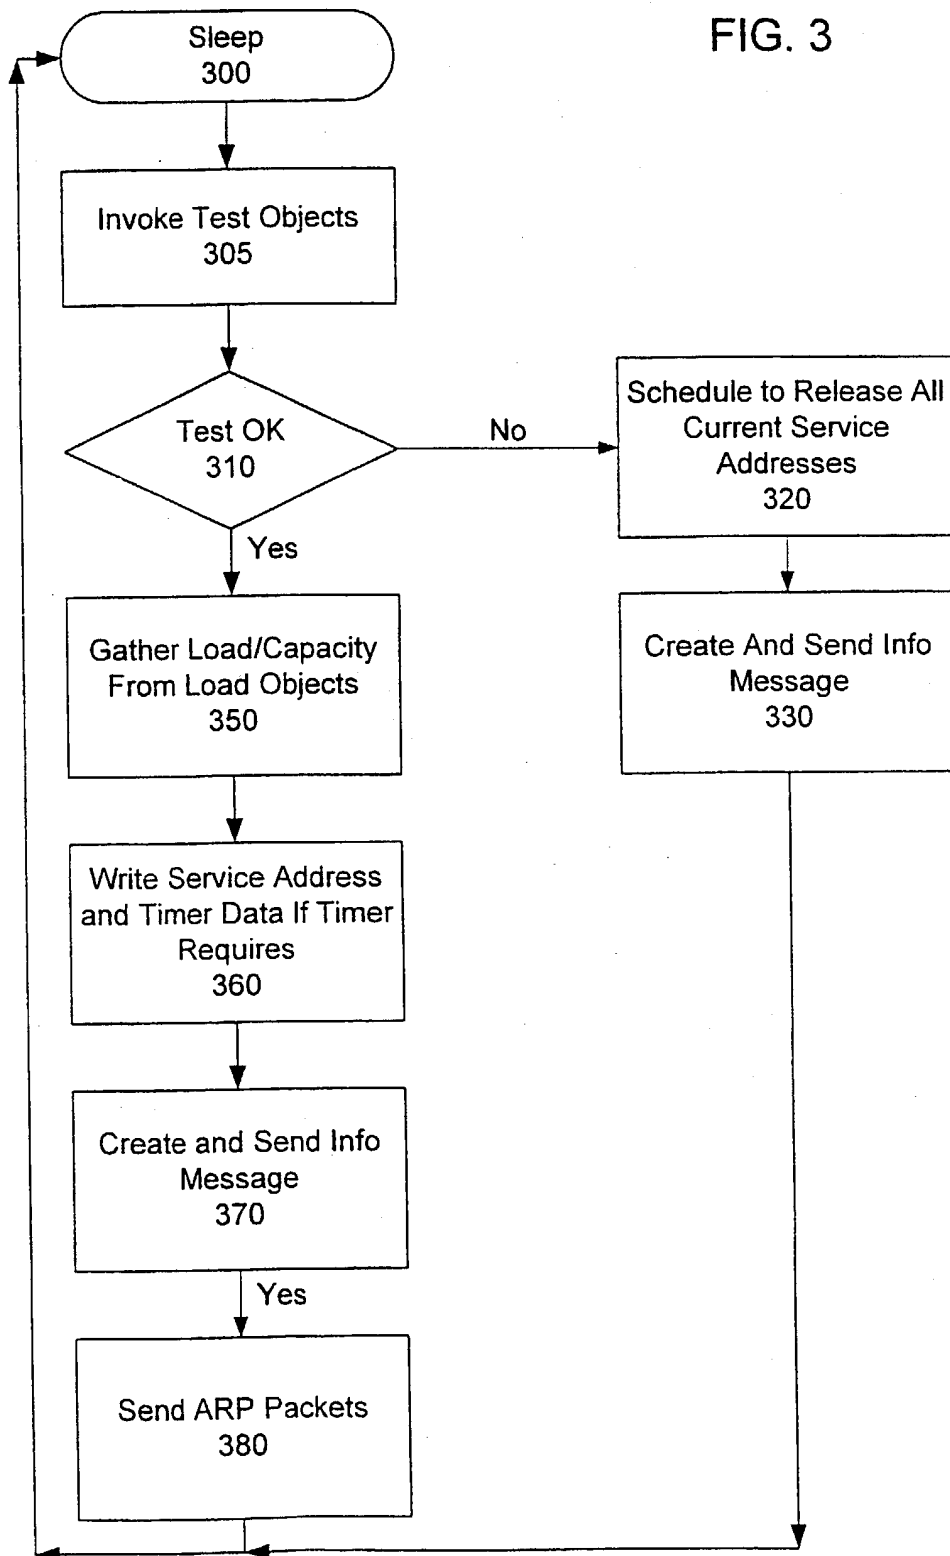 FIG. 3
Sleep
300
Invoke Test Objects
305
Test OK
310
No
Schedule to Release All
Current Service
Addresses
320
Yes
Gather Load/Capacity
From Load Objects
350
Create And Send Info
Message
330
Write Service Address
and Timer Data If Timer
Requires
360
Create and Send Info
Message
370
Yes
Send ARP Packets
380